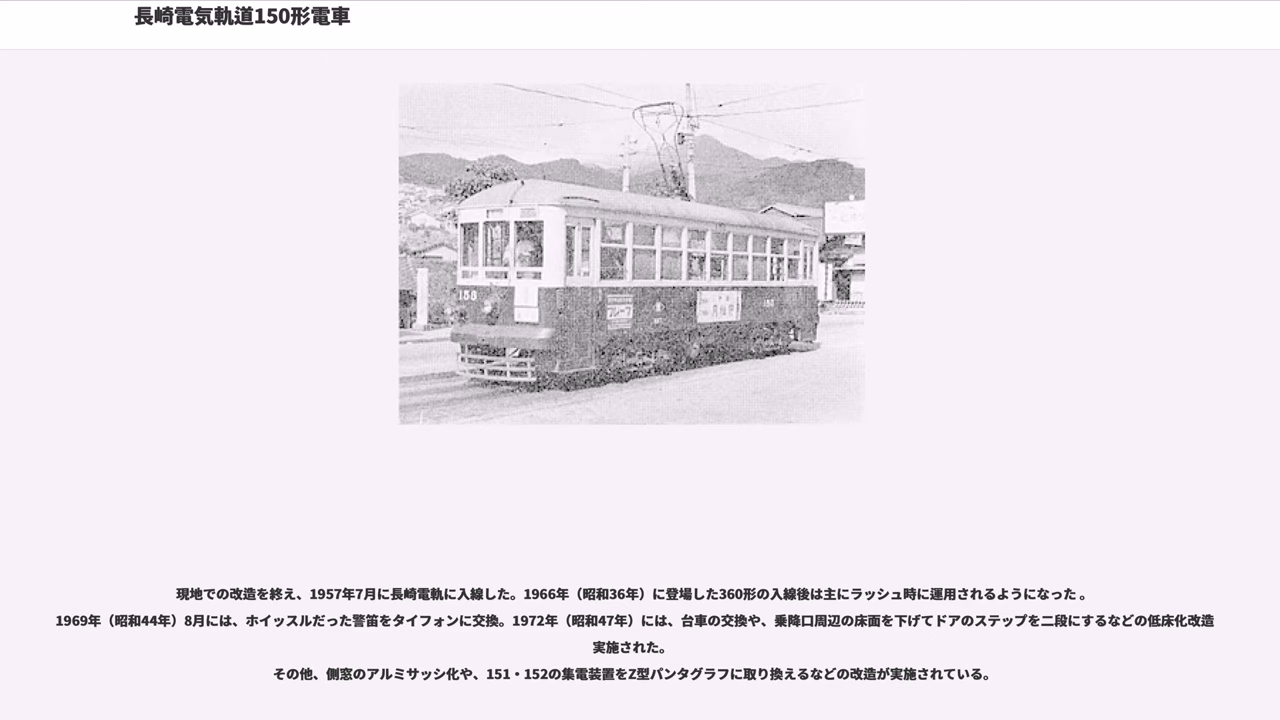 長崎電気軌道150形電車
158
現地での改造を終え、1957年7月に長崎電軌に入線した。1966年（昭和36年）に登場した360形の入線後は主にラッシュ時に運用されるようになった 。
1969年（昭和44年）8月には、ホイッスルだった警笛をタイフォンに交換。1972年（昭和47年）には、台車の交換や、乗降口周辺の床面を下げてドアのステップを二段にするなどの低床化改造
実施された。
その他、側窓のアルミサッシ化や、151・152の集電装置をZ型パンタグラフに取り換えるなどの改造が実施されている。